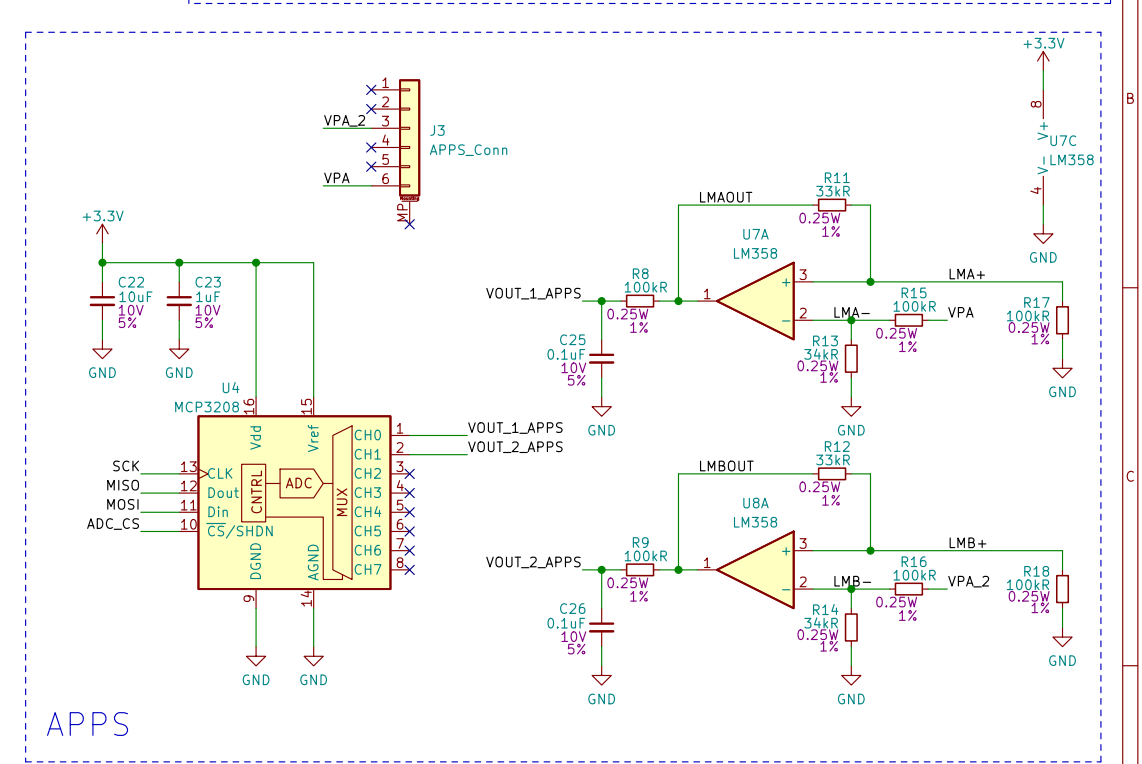 +3.3V
B
8
V+
U7C
V-
LM358
4
GND
1
2
VPA_2
3
4
5
VPA
6
MP
J3
APPS_Conn
+3.3V
C22
10uF
10V
5%
GND
C23
1uF
10V
5%
GND
U4
MCP3208
16
15
Vdd
Vref
SCK
13
CLK
MISO
12
Dout
MOSI
11
Din
ADC_CS
10
CS/SHDN
CNTRL
ADC
MUX
DGND
AGND
9
14
GND
GND
CH0
1
VOUT_1_APPS
CH1
2
VOUT_2_APPS
CH2
3
CH3
4
CH4
5
CH5
6
CH6
7
CH7
8
LMAOUT
R11
33kR
0.25W
1%
U7A
LM358
VOUT_1_APPS
R8
100kR
0.25W
1%
1
+
3
-
2
LMA+
LMA-
R15
100kR
0.25W
1%
VPA
R17
100kR
0.25W
1%
GND
C25
0.1uF
10V
5%
GND
R13
34kR
0.25W
1%
GND
LMBOUT
R12
33kR
0.25W
1%
C
U8A
LM358
VOUT_2_APPS
R9
100kR
0.25W
1%
1
+
3
-
2
LMB+
LMB-
R16
100kR
0.25W
1%
VPA_2
R18
100kR
0.25W
1%
GND
C26
0.1uF
10V
5%
GND
R14
34kR
0.25W
1%
GND
APPS